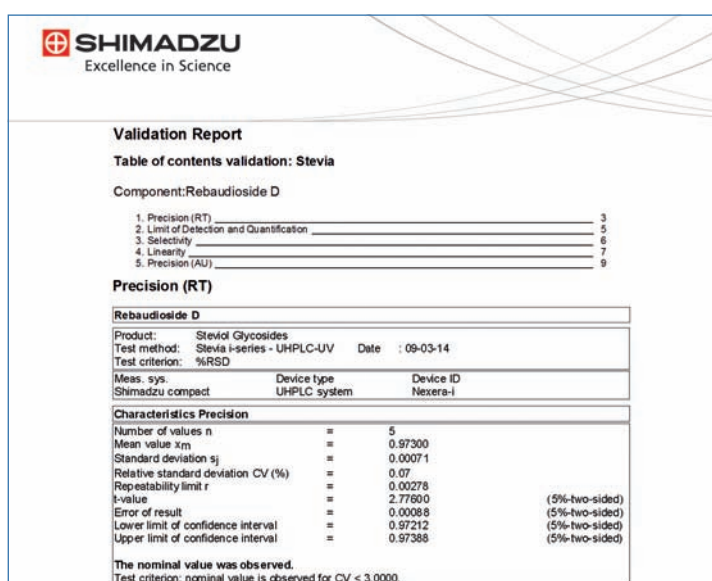 SHIMADZU
Excellence in Science
Validation Report
Table of contents validation: Stevia
Component:Rebaudioside D
1. Precision (RT) 3
2. Limit of Detection and Quantification 5
3. Selectivity 6
4. Linearity 7
5. Precision (AU) 9
Precision (RT)
Rebaudioside D
Product: Steviol Glycosides
Test method: Stevia i-series - UHPLC-UV Date : 09-03-14
Test criterion: %RSD
Meas. sys. Device type Device ID
Shimadzu compact UHPLC system Nexera-i
Characteristics Precision
Number of values n = 5
Mean value xm = 0.97300
Standard deviation sj = 0.00071
Relative standard deviation CV (%) = 0.07
Repeatability limit r = 0.00278
t-value = 2.77600 (5%-two-sided)
Error of result = 0.00088 (5%-two-sided)
Lower limit of confidence interval = 0.97212 (5%-two-sided)
Upper limit of confidence interval = 0.97388 (5%-two-sided)
The nominal value was observed.
Test criterion: nominal value is observed for CV < 3.0000.